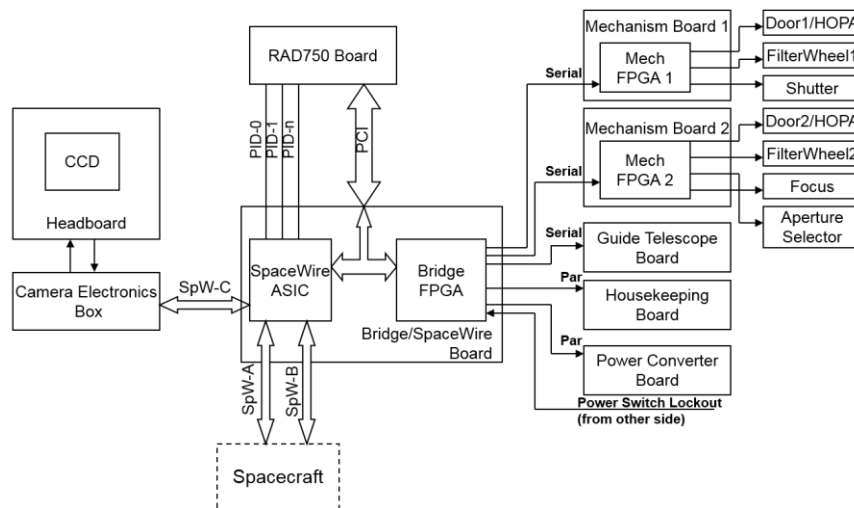 RAD750 Board
PID-0
PID-1
PID-n
PCI
CCD
Headboard
Camera Electronics
Box
SpW-C
SpaceWire
ASIC
Bridge
FPGA
Bridge/SpaceWire
Board
SpW-A
SpW-B
Spacecraft
Serial
Mechanism Board 1
Mech
FPGA 1
Door1/HOPA
FilterWheel1
Shutter
Serial
Mechanism Board 2
Mech
FPGA 2
Door2/HOPA
FilterWheel2
Focus
Aperture
Selector
Serial
Guide Telescope
Board
Par
Housekeeping
Board
Par
Power Converter
Board
Power Switch Lockout
(from other side)